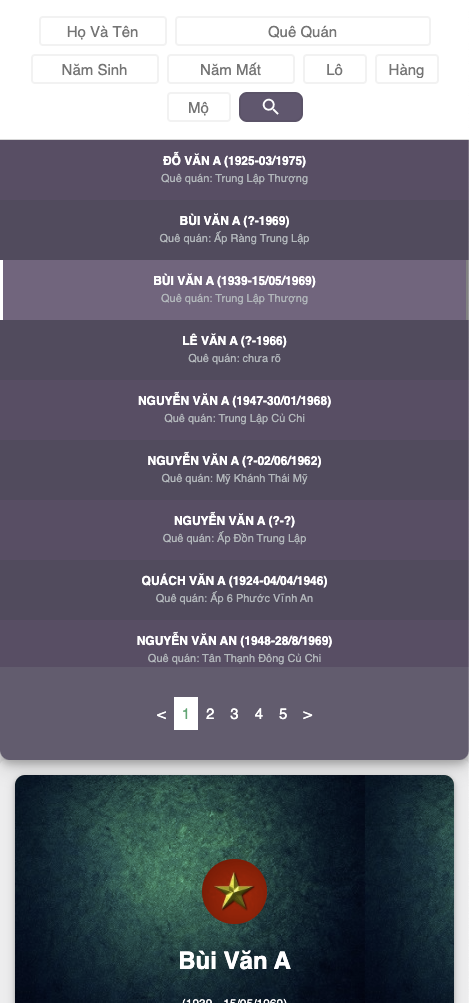 Họ Và Tên Quê Quán
Năm Sinh Năm Mất Lô Hàng
Mộ
ĐỖ VĂN A (1925-03/1975)
Quê quán: Trung Lập Thượng
BÙI VĂN A (?-1969)
Quê quán: Ấp Ràng Trung Lập
BÙI VĂN A (1939-15/05/1969)
Quê quán: Trung Lập Thượng
LÊ VĂN A (?-1966)
Quê quán: chưa rõ
NGUYỄN VĂN A (1947-30/01/1968)
Quê quán: Trung Lập Củ Chi
NGUYỄN VĂN A (?-02/06/1962)
Quê quán: Mỹ Khánh Thái Mỹ
NGUYỄN VĂN A (?-?)
Quê quán: Ấp Đồn Trung Lập
QUÁCH VĂN A (1924-04/04/1946)
Quê quán: Ấp 6 Phước Vĩnh An
NGUYỄN VĂN AN (1948-28/8/1969)
Quê quán: Tân Thạnh Đông Củ Chi
< 1 2 3 4 5 >
Bùi Văn A
(1939 - 15/05/1969)